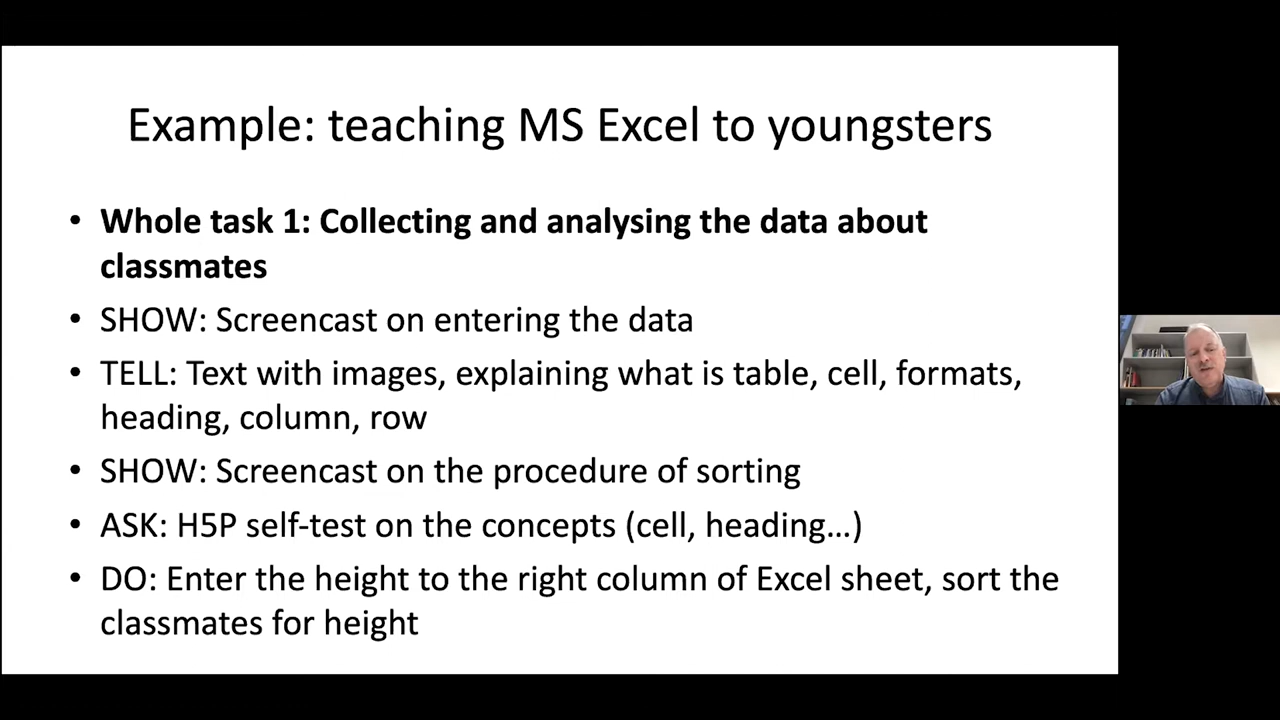 Example: teaching MS Excel to youngsters
• Whole task 1: Collecting and analysing the data about
classmates
• SHOW: Screencast on entering the data
• TELL: Text with images, explaining what is table, cell, formats,
heading, column, row
• SHOW: Screencast on the procedure of sorting
• ASK: H5P self-test on the concepts (cell, heading…)
• DO: Enter the height to the right column of Excel sheet, sort the
classmates for height